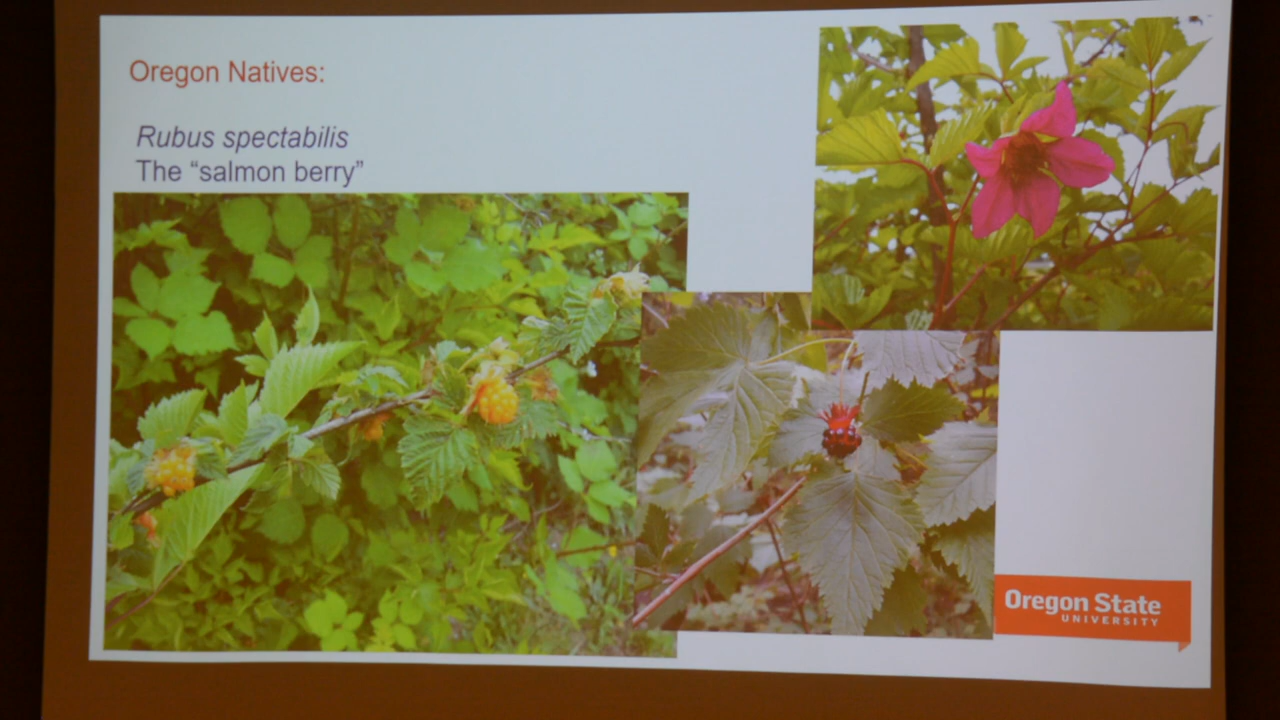 Oregon Natives:
Rubus spectabilis
The “salmon berry”
Oregon State
UNIVERSITY